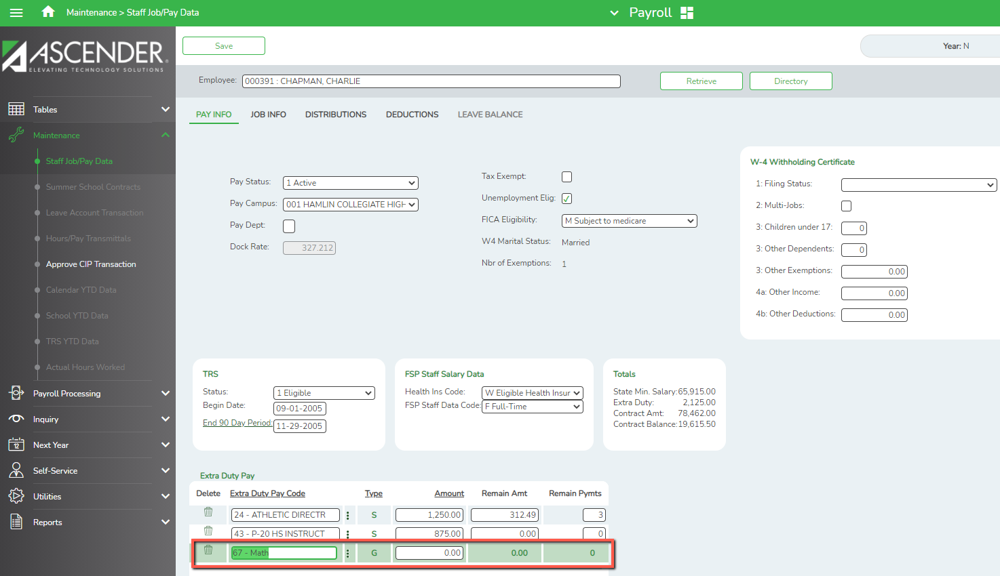 Maintenance > Staff Job/Pay Data
Payroll
ASCENDER
ELEVATING TECHNOLOGY SOLUTIONS
Save
Year: N
Employee: 000391 : CHAPMAN, CHARLIE
Retrieve
Directory
Tables
Maintenance
Staff Job/Pay Data
Summer School Contracts
Leave Account Transaction
Hours/Pay Transmittals
Approve CIP Transaction
Calendar YTD Data
School YTD Data
TRS YTD Data
Actual Hours Worked
Payroll Processing
Inquiry
12
Next Year
Self-Service
Utilities
Reports
PAY INFO JOB INFO DISTRIBUTIONS DEDUCTIONS LEAVE BALANCE
Pay Status: 1 Active
Pay Campus: 001 HAMLIN COLLEGIATE HIGH
Pay Dept:
Dock Rate: 327.212
Tax Exempt:
Unemployment Elig:
FICA Eligibility: M Subject to medicare
W4 Marital Status: Married
Nbr of Exemptions: 1
W-4 Withholding Certificate
1: Filing Status:
2: Multi-Jobs:
3: Children under 17: 0
3: Other Dependents: 0
3: Other Exemptions: 0.00
4a: Other Income: 0.00
4b: Other Deductions: 0.00
TRS
Status: 1 Eligible
Begin Date: 09-01-2005
End 90 Day Period: 11-29-2005
FSP Staff Salary Data
Health Ins Code: W Eligible Health Insur
FSP Staff Data Code: F Full-Time
Totals
State Min. Salary: 65,915.00
Extra Duty: 2,125.00
Contract Amt: 78,462.00
Contract Balance: 19,615.50
Extra Duty Pay
Delete Extra Duty Pay Code Type Amount Remain Amt Remain Pymts
24 - ATHLETIC DIRECTR S 1,250.00 312.49 3
43 - P-20 HS INSTRUCT S 875.00 0.00 0
67 - Math G 0.00 0.00 0